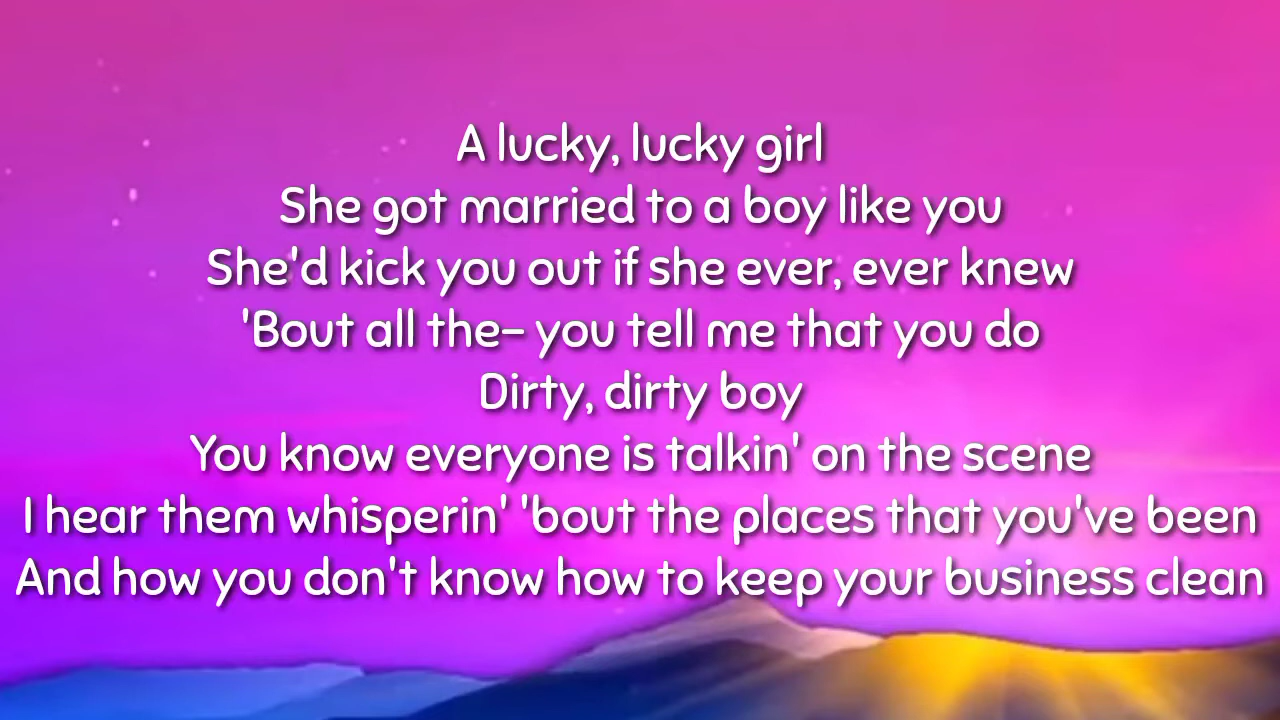 A lucky, lucky girl
She got married to a boy like you
She'd kick you out if she ever, ever knew
'Bout all the- you tell me that you do
Dirty, dirty boy
You know everyone is talkin' on the scene
I hear them whisperin' 'bout the places that you've been
And how you don't know how to keep your business clean